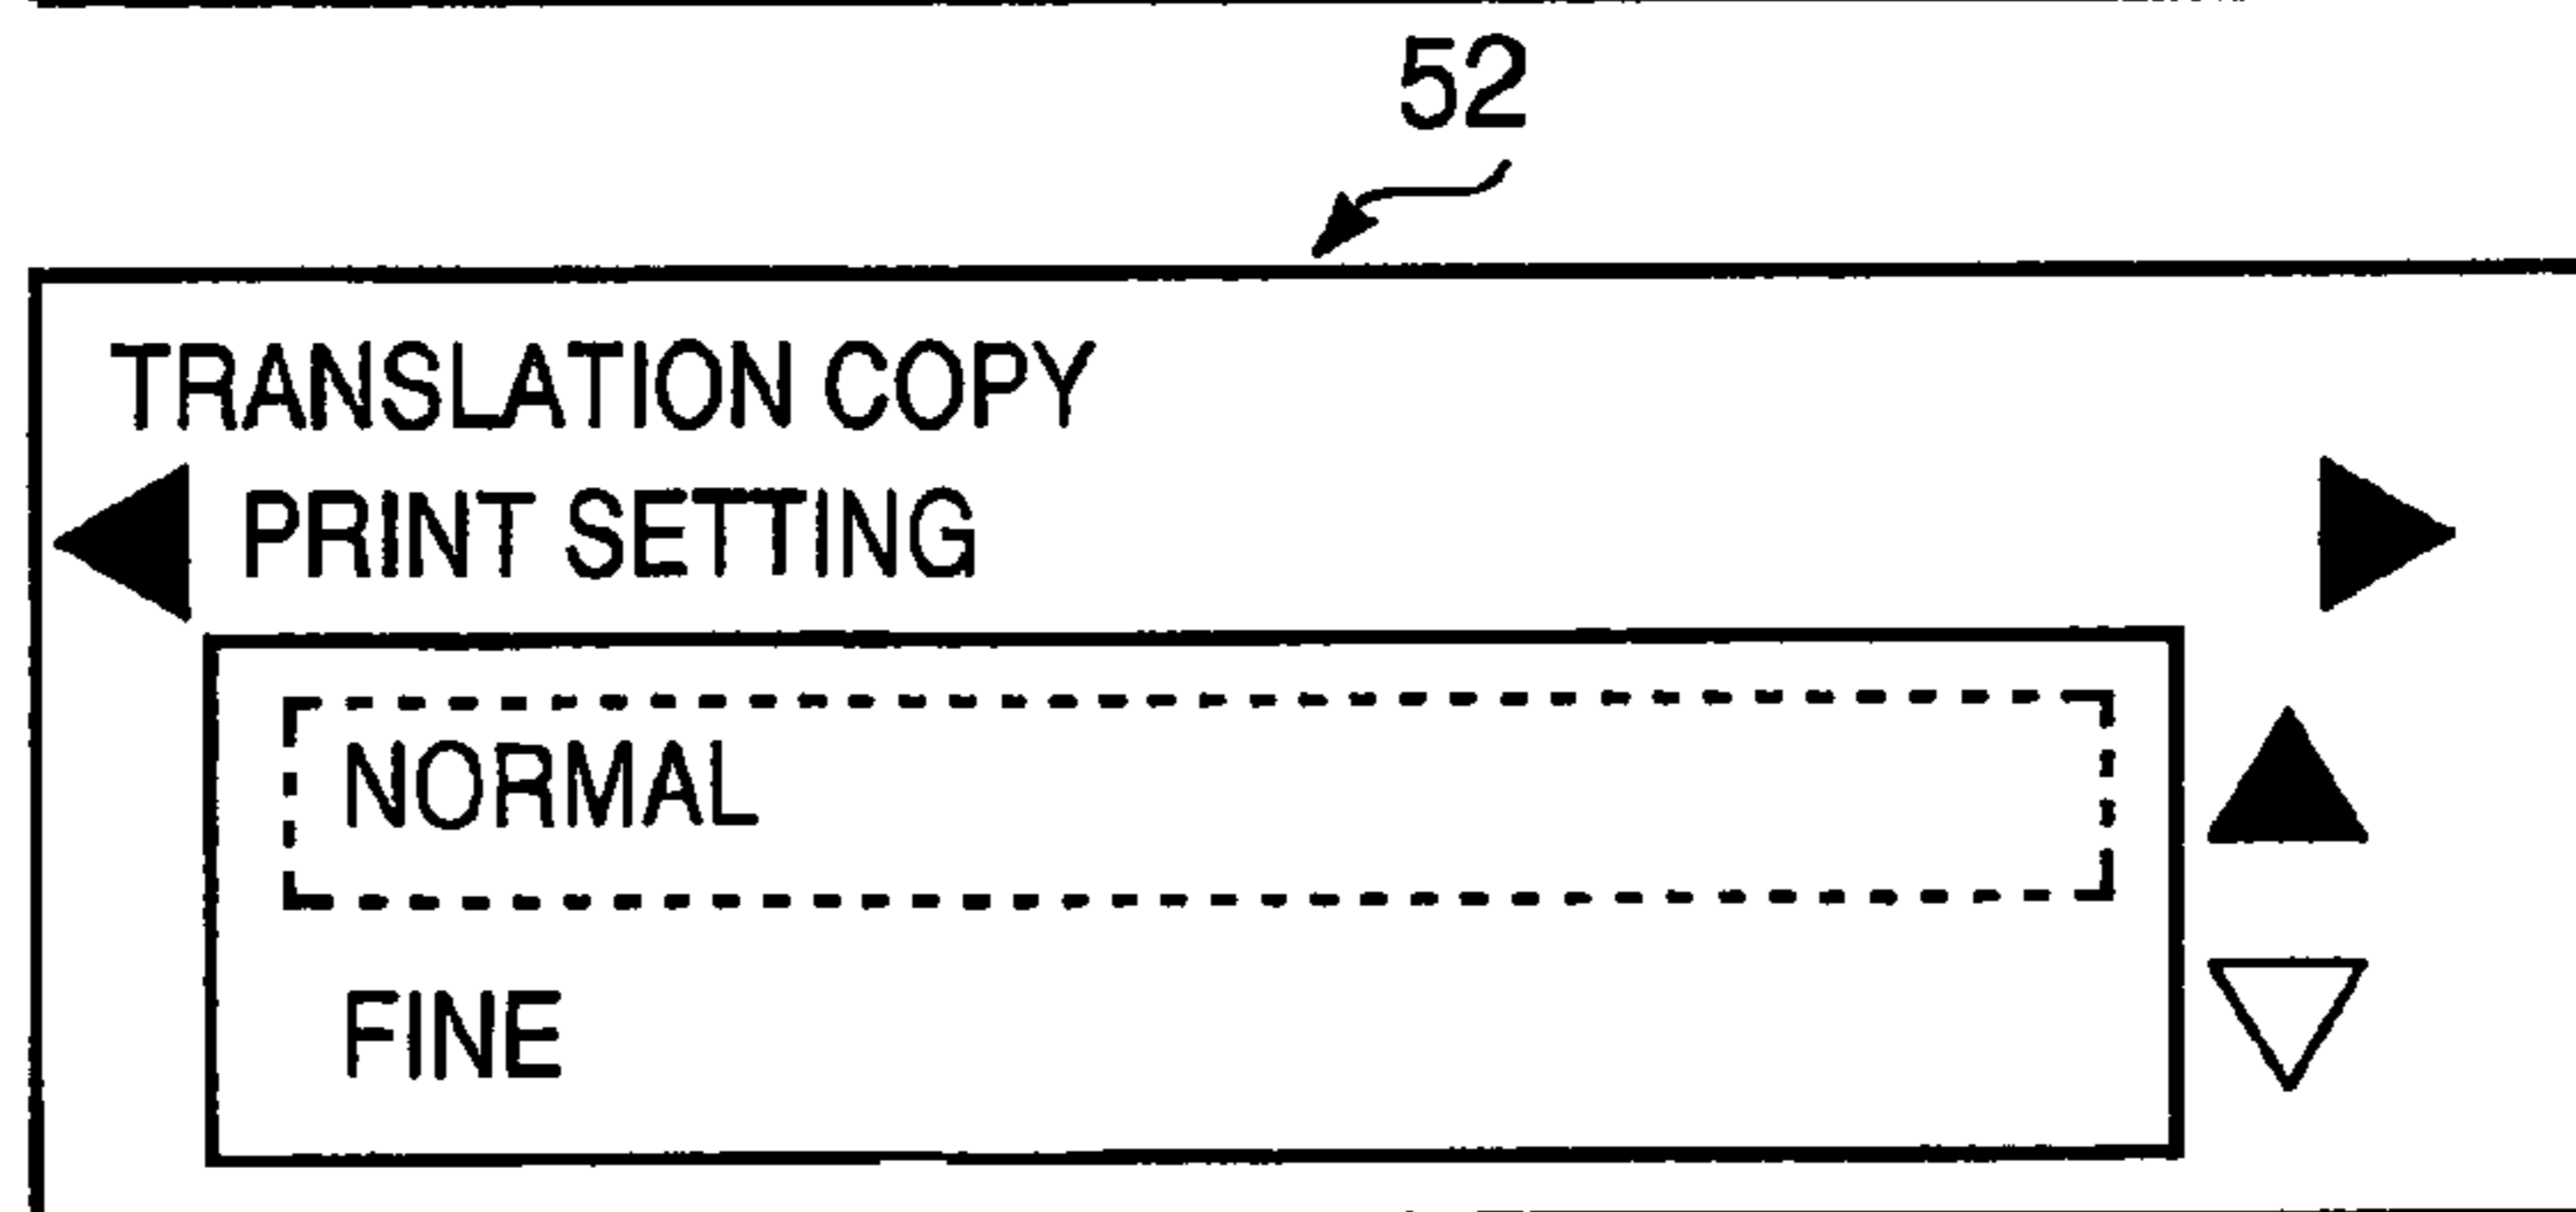 52
TRANSLATION COPY
PRINT SETTING
NORMAL
FINE